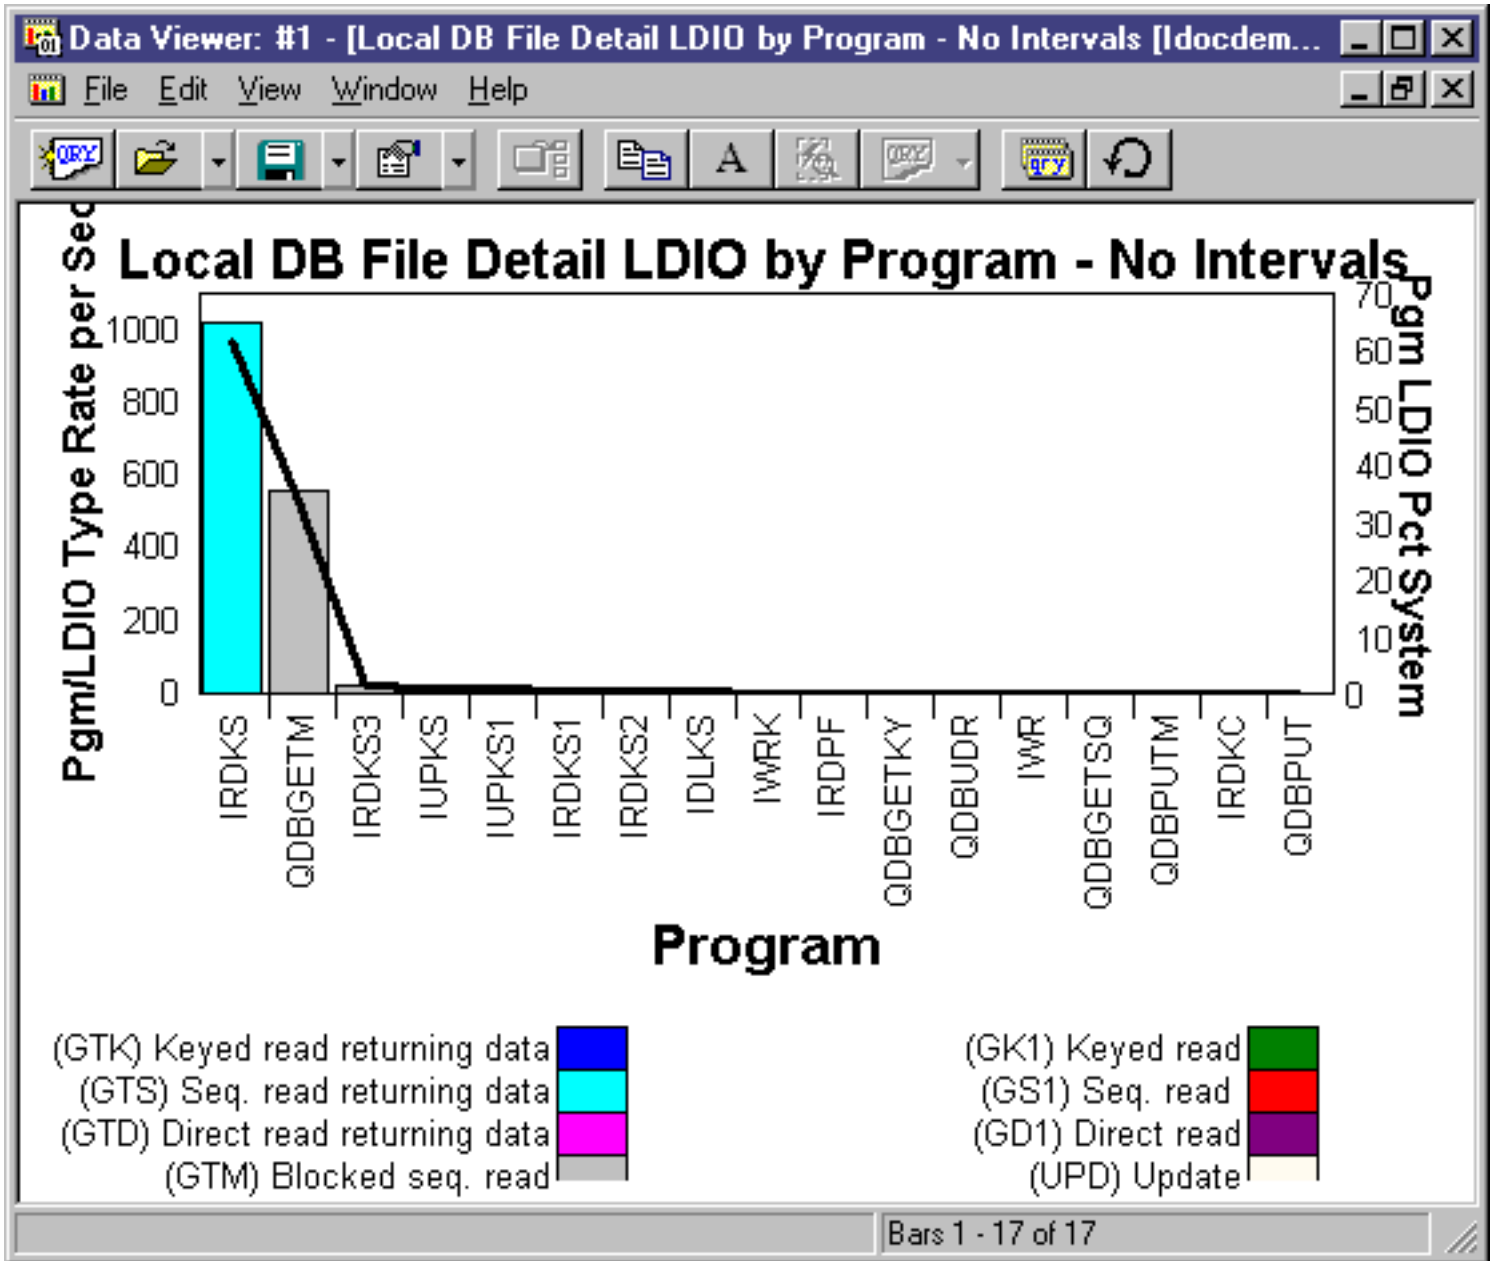 01 Data Viewer: #1 - [Local DB File Detail LDIO by Program - No Intervals [Idocdem...
File Edit View Window Help
QRY A QRY qry
Local DB File Detail LDIO by Program - No Intervals
Pgm/LDIO Type Rate per Sec
1000
800
600
400
200
0
70
60
50
40
30
20
10
0
Pgm LDIO Pct System
IRDKS
QDBGETM
IRDKS3
IUPKS
IUPKS1
IRDKS1
IRDKS2
IDLKS
IWRK
IRDPF
QDBGETKY
QDBUDR
IWR
QDBGETSQ
QDBPUTM
IRDKC
QDBPUT
Program
(GTK) Keyed read returning data
(GTS) Seq. read returning data
(GTD) Direct read returning data
(GTM) Blocked seq. read
(GK1) Keyed read
(GS1) Seq. read
(GD1) Direct read
(UPD) Update
Bars 1 - 17 of 17